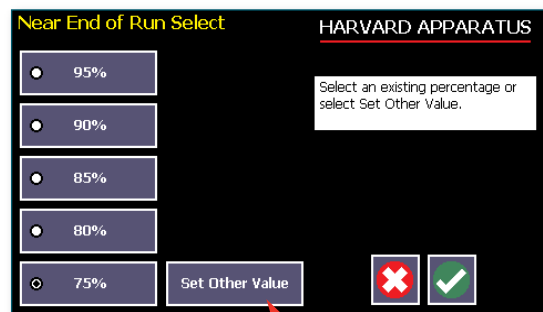 Near End of Run Select
HARVARD APPARATUS
95%
Select an existing percentage or
select Set Other Value.
90%
85%
80%
75%
Set Other Value